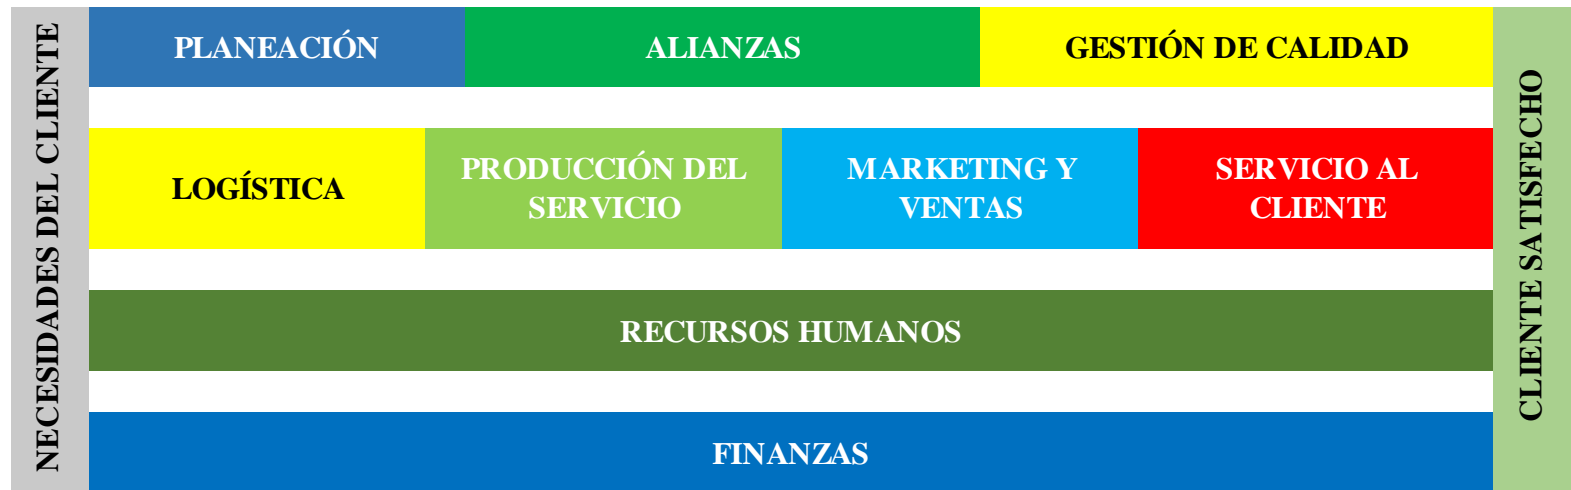 NECESIDADES DEL CLIENTE
PLANEACIÓN
ALIANZAS
GESTIÓN DE CALIDAD
LOGÍSTICA
PRODUCCIÓN DEL
SERVICIO
MARKETING Y
VENTAS
SERVICIO AL
CLIENTE
RECURSOS HUMANOS
FINANZAS
CLIENTE SATISFECHO